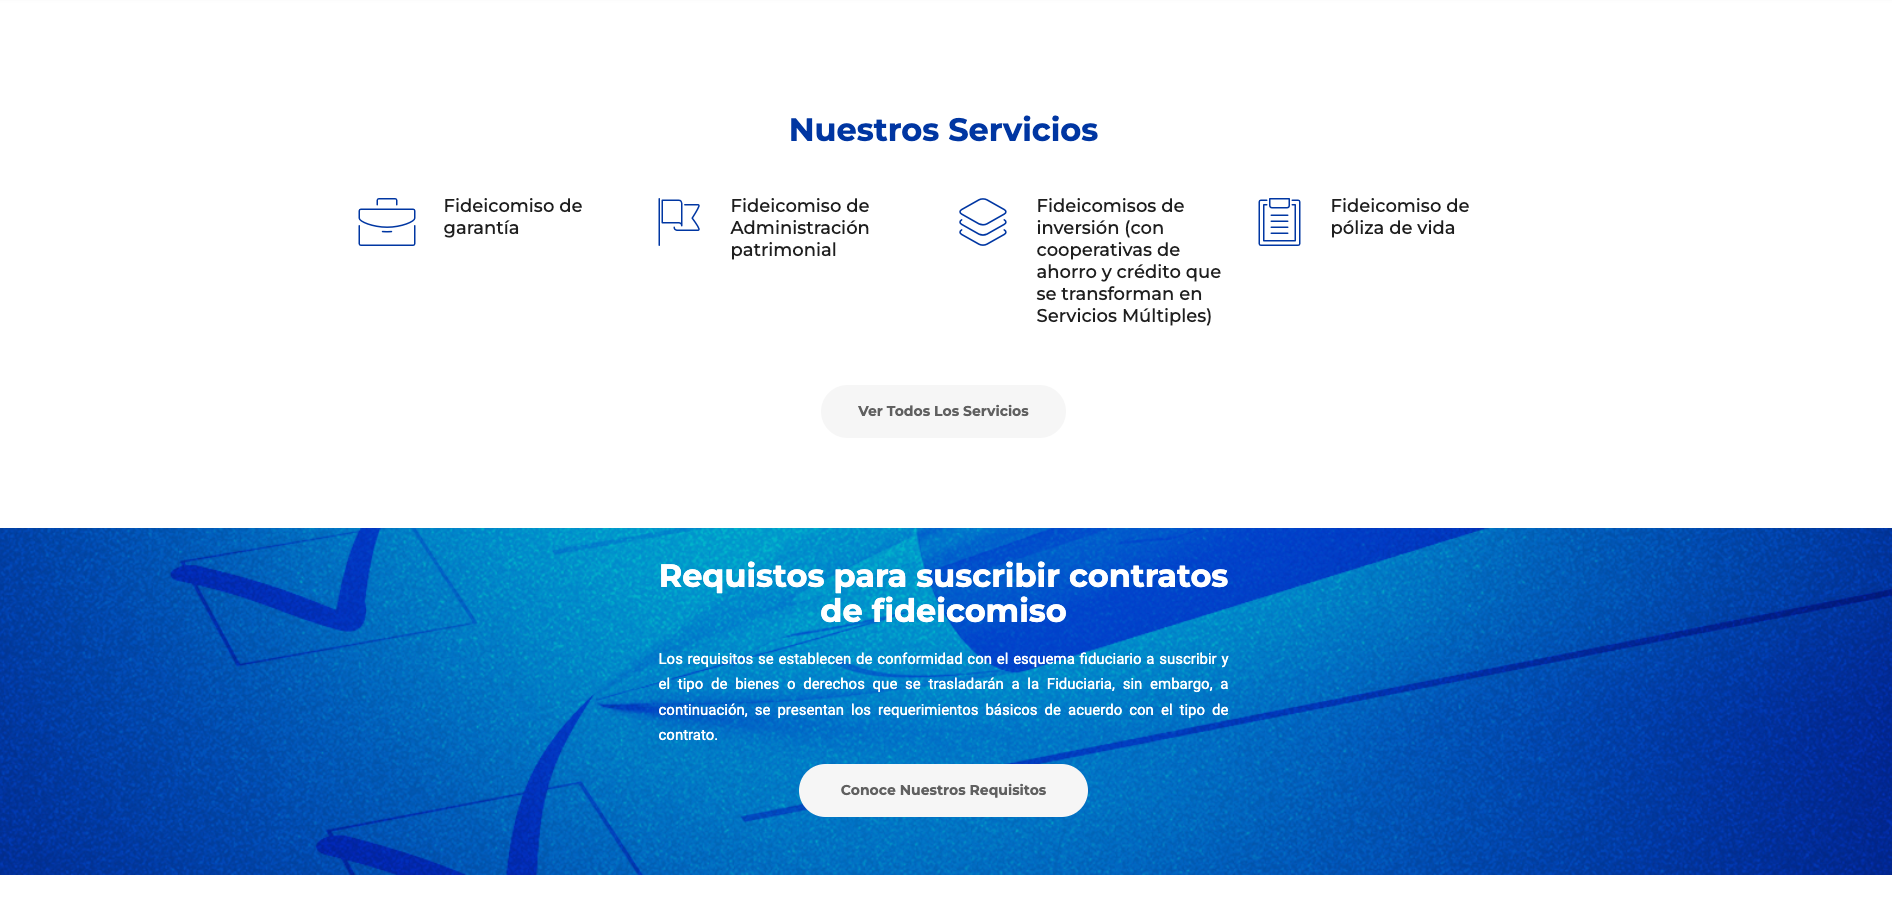 Nuestros Servicios
Fideicomiso de
garantía
Fideicomiso de
Administración
patrimonial
Fideicomisos de
inversión (con
cooperativas de
ahorro y crédito que
se transforman en
Servicios Múltiples)
Fideicomiso de
póliza de vida
Ver Todos Los Servicios
Requistos para suscribir contratos
de fideicomiso
Los requisitos se establecen de conformidad con el esquema fiduciario a suscribir y
el tipo de bienes o derechos que se trasladarán a la Fiduciaria, sin embargo, a
continuación, se presentan los requerimientos básicos de acuerdo con el tipo de
contrato.
Conoce Nuestros Requisitos